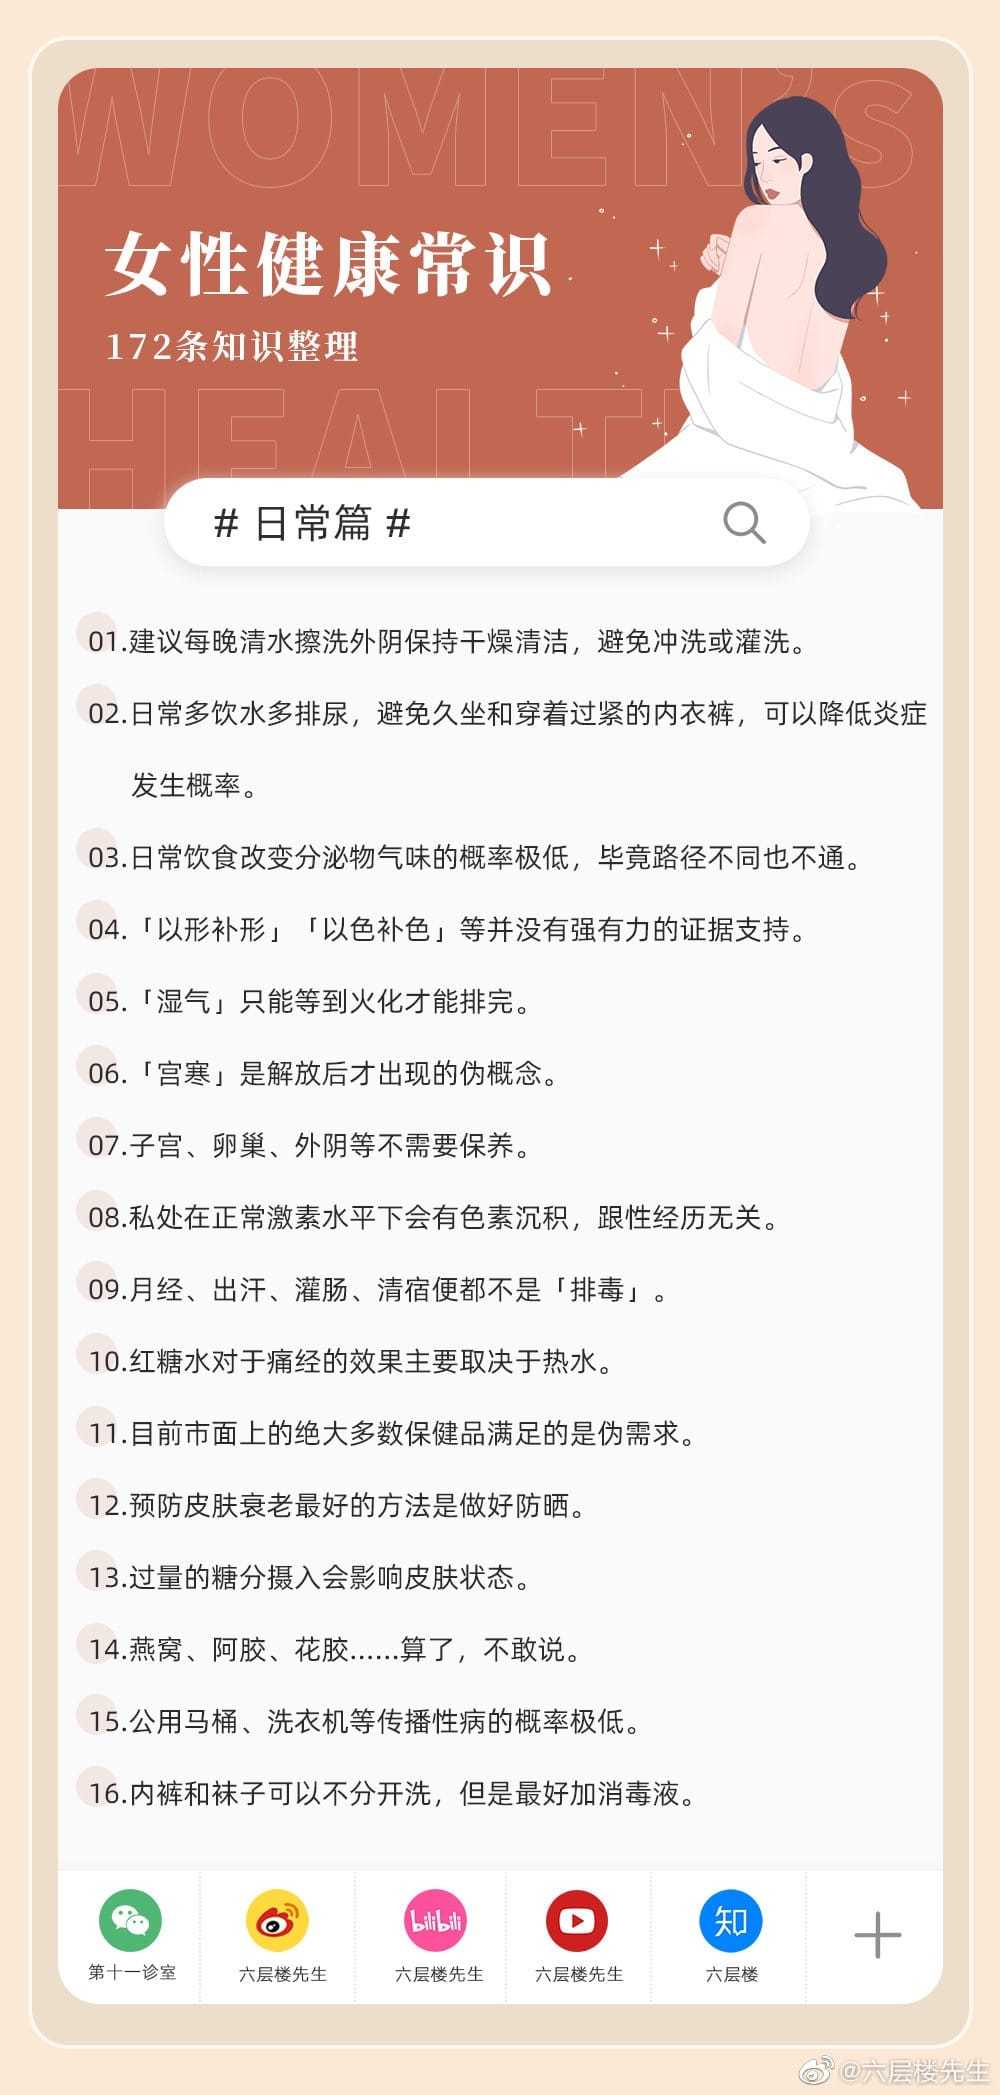 WOMEN's
女性健康常识
172条知识整理
HEALT
# 日常篇 #
01.建议每晚清水擦洗外阴保持干燥清洁，避免冲洗或灌洗。
02.日常多饮水多排尿，避免久坐和穿着过紧的内衣裤，可以降低炎症
发生概率。
03.日常饮食改变分泌物气味的概率极低，毕竟路径不同也不通。
04.「以形补形」「以色补色」等并没有强有力的证据支持。
05.「湿气」只能等到火化才能排完。
06.「宫寒」是解放后才出现的伪概念。
07.子宫、卵巢、外阴等不需要保养。
08.私处在正常激素水平下会有色素沉积，跟性经历无关。
09.月经、出汗、灌肠、清宿便都不是「排毒」。
10.红糖水对于痛经的效果主要取决于热水。
11.目前市面上的绝大多数保健品满足的是伪需求。
12.预防皮肤衰老最好的方法是做好防晒。
13.过量的糖分摄入会影响皮肤状态。
14.燕窝、阿胶、花胶……算了，不敢说。
15.公用马桶、洗衣机等传播性病的概率极低。
16.内裤和袜子可以不分开洗，但是最好加消毒液。
bilibili 知
第十一诊室 六层楼先生 六层楼先生 六层楼先生 六层楼
@六层楼先生